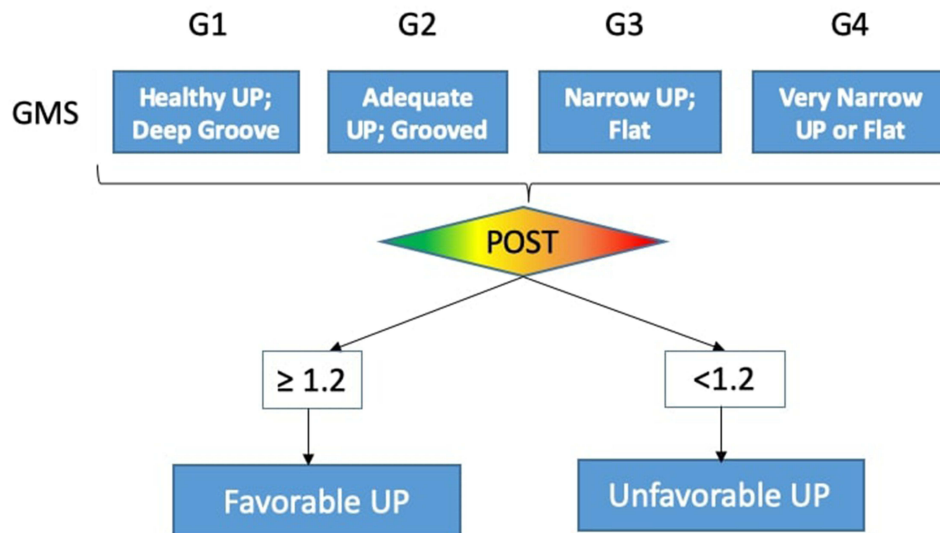 G1
G2
G3
G4
GMS
Healthy UP;
Deep Groove
Adequate
UP; Grooved
Narrow UP;
Flat
Very Narrow
UP or Flat
POST
≥ 1.2
<1.2
Favorable UP
Unfavorable UP